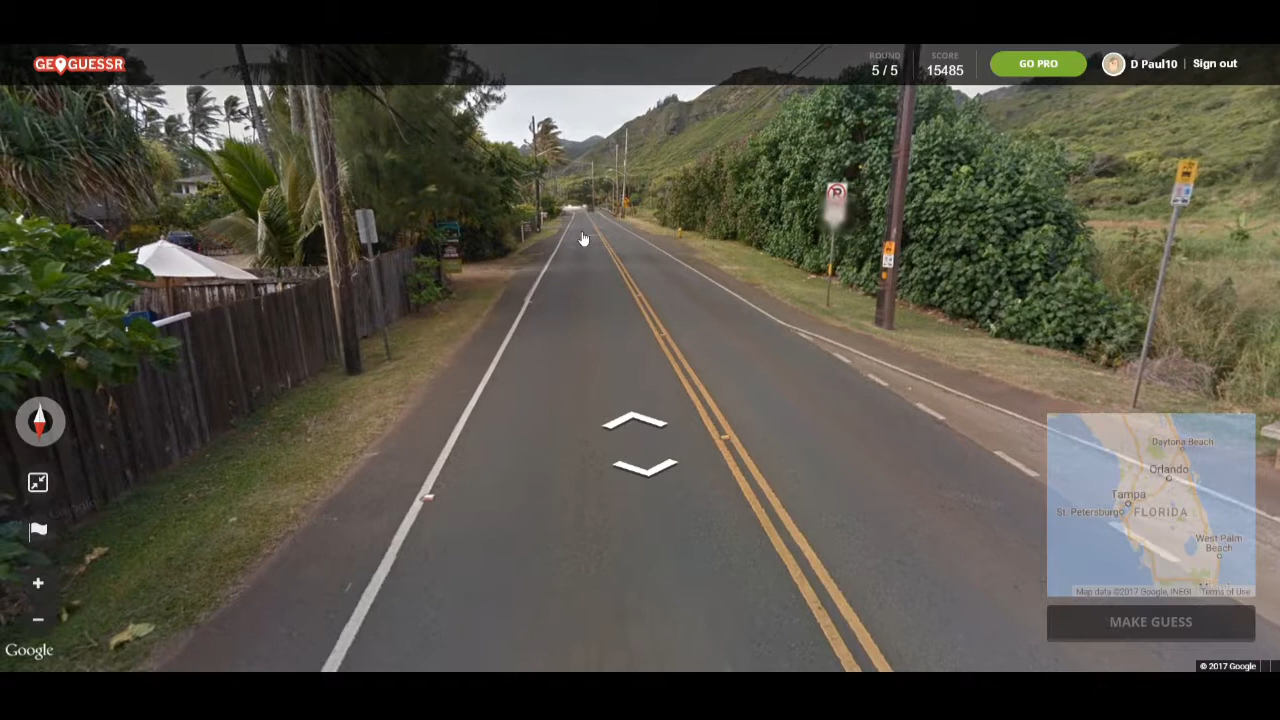 GEOGUESSR
ROUND
5 / 5
SCORE
15485
GO PRO
D Paul10 | Sign out
P
Daytona Beach
Orlando
Tampa
St. Petersburg
FLORIDA
West Palm
Beach
Map data ©2017 Google, INEGI
Terms of Use
MAKE GUESS
Google
© 2017 Google